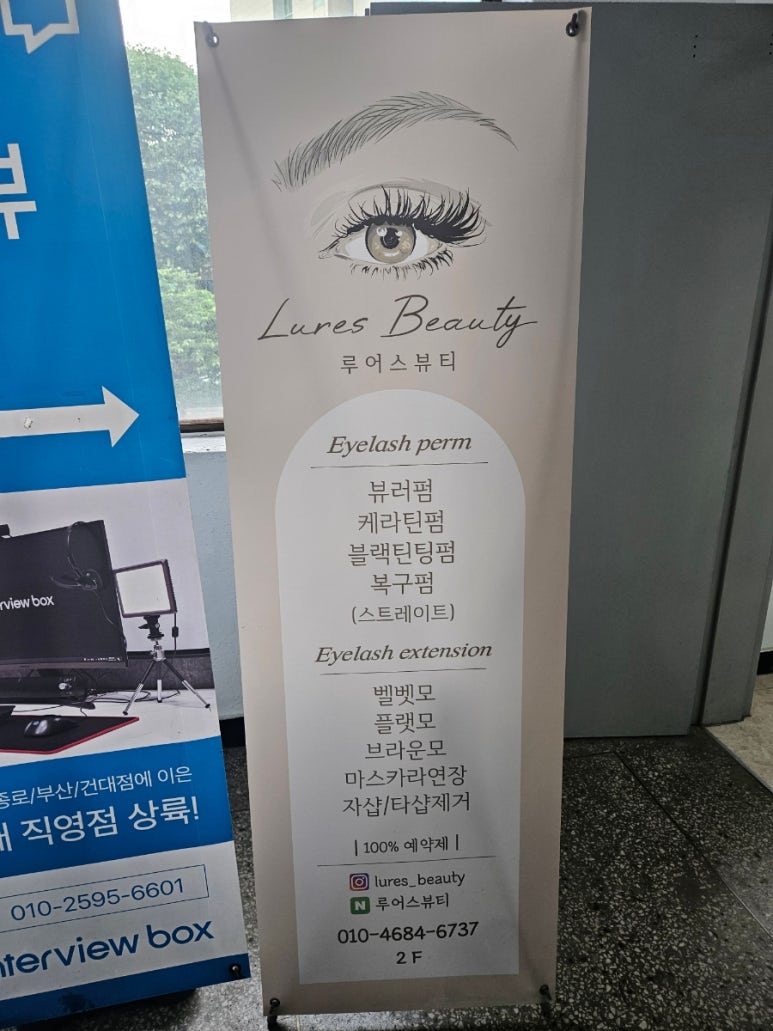 Lures Beauty
루어스뷰티
Eyelash perm
뷰러펌
케라틴펌
블랙틴팅펌
복구펌
(스트레이트)
Eyelash extension
벨벳모
플랫모
브라운모
마스카라연장
자샵/타샵제거
| 100% 예약제 |
lures_beauty
N 루어스뷰티
010-4684-6737
2 F
뷰
rview box
종로/부산/건대점에 이은
직영점 상륙!
010-2595-6601
nterview box